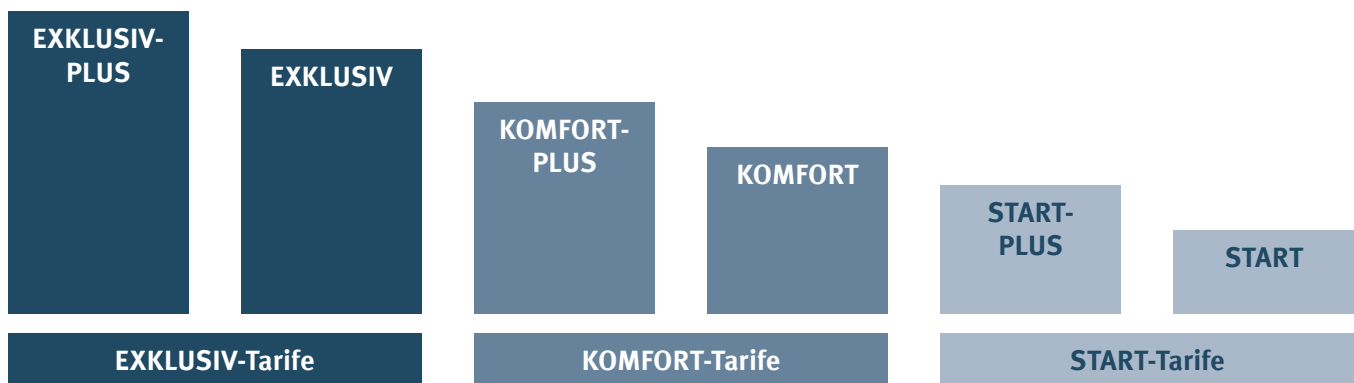 EXKLUSIV-
PLUS
EXKLUSIV
KOMFORT-
PLUS
KOMFORT
START-
PLUS
START
EXKLUSIV-Tarife
KOMFORT-Tarife
START-Tarife